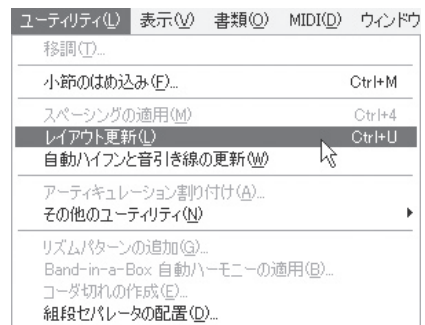 ユーティリティ(L) 表示(V) 書類(O) MIDI(D) ウィンドウ
移調(T)...
小節のはめ込み(F)... Ctrl+M
スペーシングの適用(M) Ctrl+4
レイアウト更新(L) Ctrl+U
自動ハイフンと音引き線の更新(W)
アーティキュレーション割り付け(A)...
その他のユーティリティ(N)
リズムパターンの追加(G)...
Band-in-a-Box 自動ハーモニーの適用(B)...
コーダ切れの作成(E)...
組段セパレータの配置(D)...